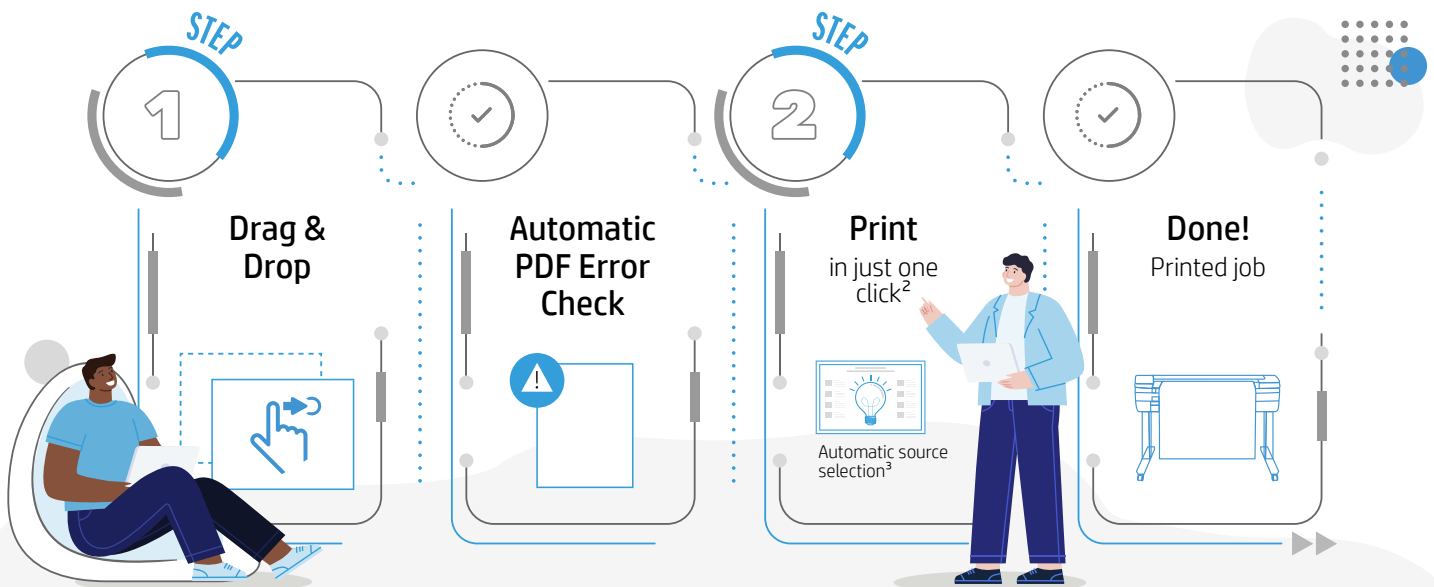 STEP
1
Drag &
Drop
Automatic
PDF Error
Check
!
STEP
2
Print
in just one
click²
Automatic source
selection³
Done!
Printed job